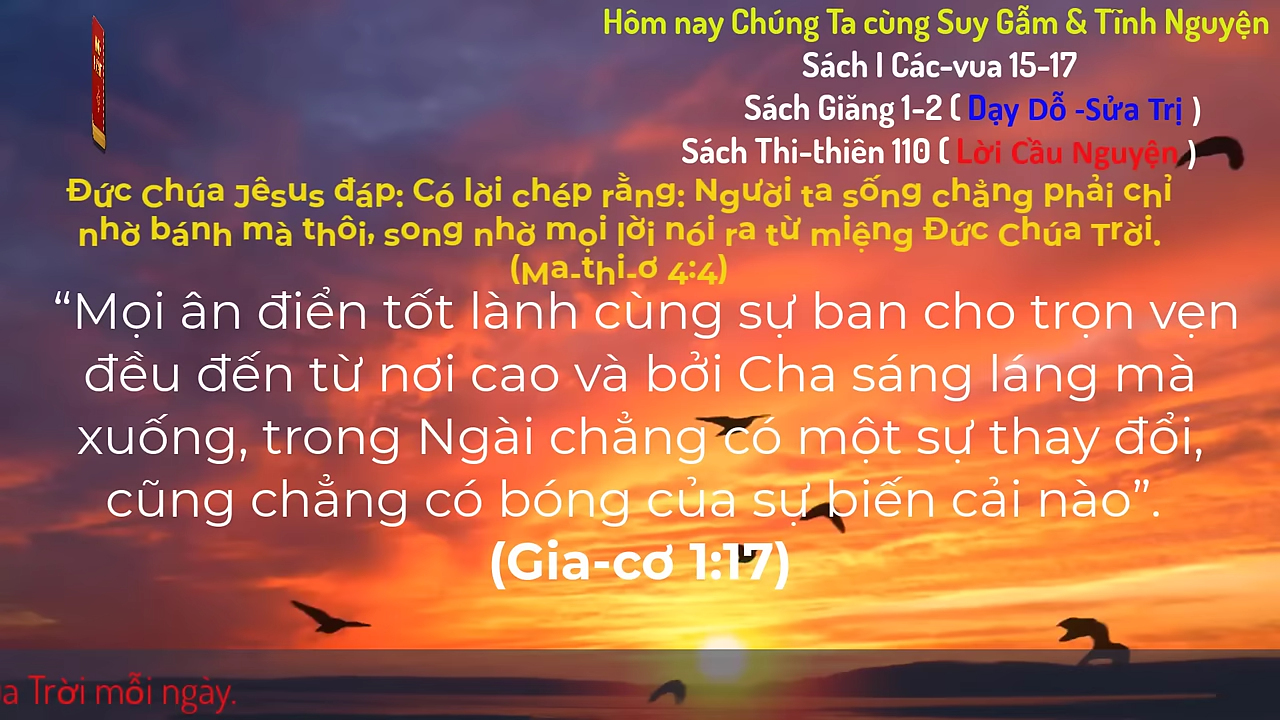 Hôm nay Chúng Ta cùng Suy Gẫm & Tĩnh Nguyện
Sách I Các-vua 15-17
Sách Giăng 1-2 ( Dạy Dỗ -Sửa Trị )
Sách Thi-thiên 110 ( Lời Cầu Nguyện )
Đức Chúa Jêsus đáp: Có lời chép rằng: Người ta sống chẳng phải chỉ
nhờ bánh mà thôi, song nhờ mọi lời nói ra từ miệng Đức Chúa Trời.
(Ma-thi-ơ 4:4)
“Mọi ân điển tốt lành cùng sự ban cho trọn vẹn
đều đến từ nơi cao và bởi Cha sáng láng mà
xuống, trong Ngài chẳng có một sự thay đổi,
cũng chẳng có bóng của sự biến cải nào”.
(Gia-cơ 1:17)
Trời mỗi ngày.